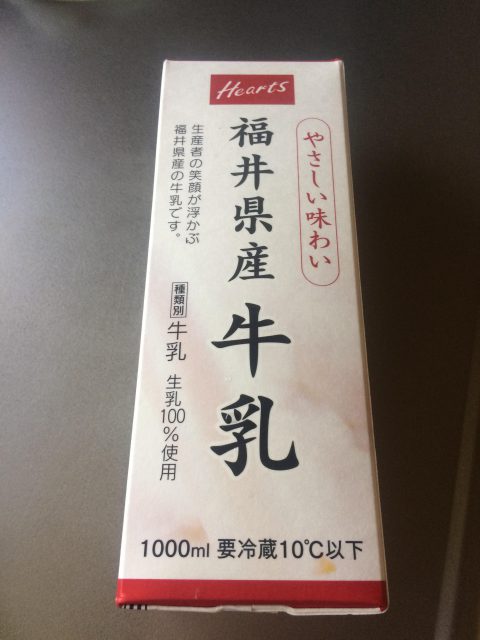 Hearts
やさしい味わい
福井県産牛乳
生産者の笑顔が浮かぶ
福井県産の牛乳です。
種類別 牛乳 生乳100%使用
1000ml 要冷蔵10℃以下